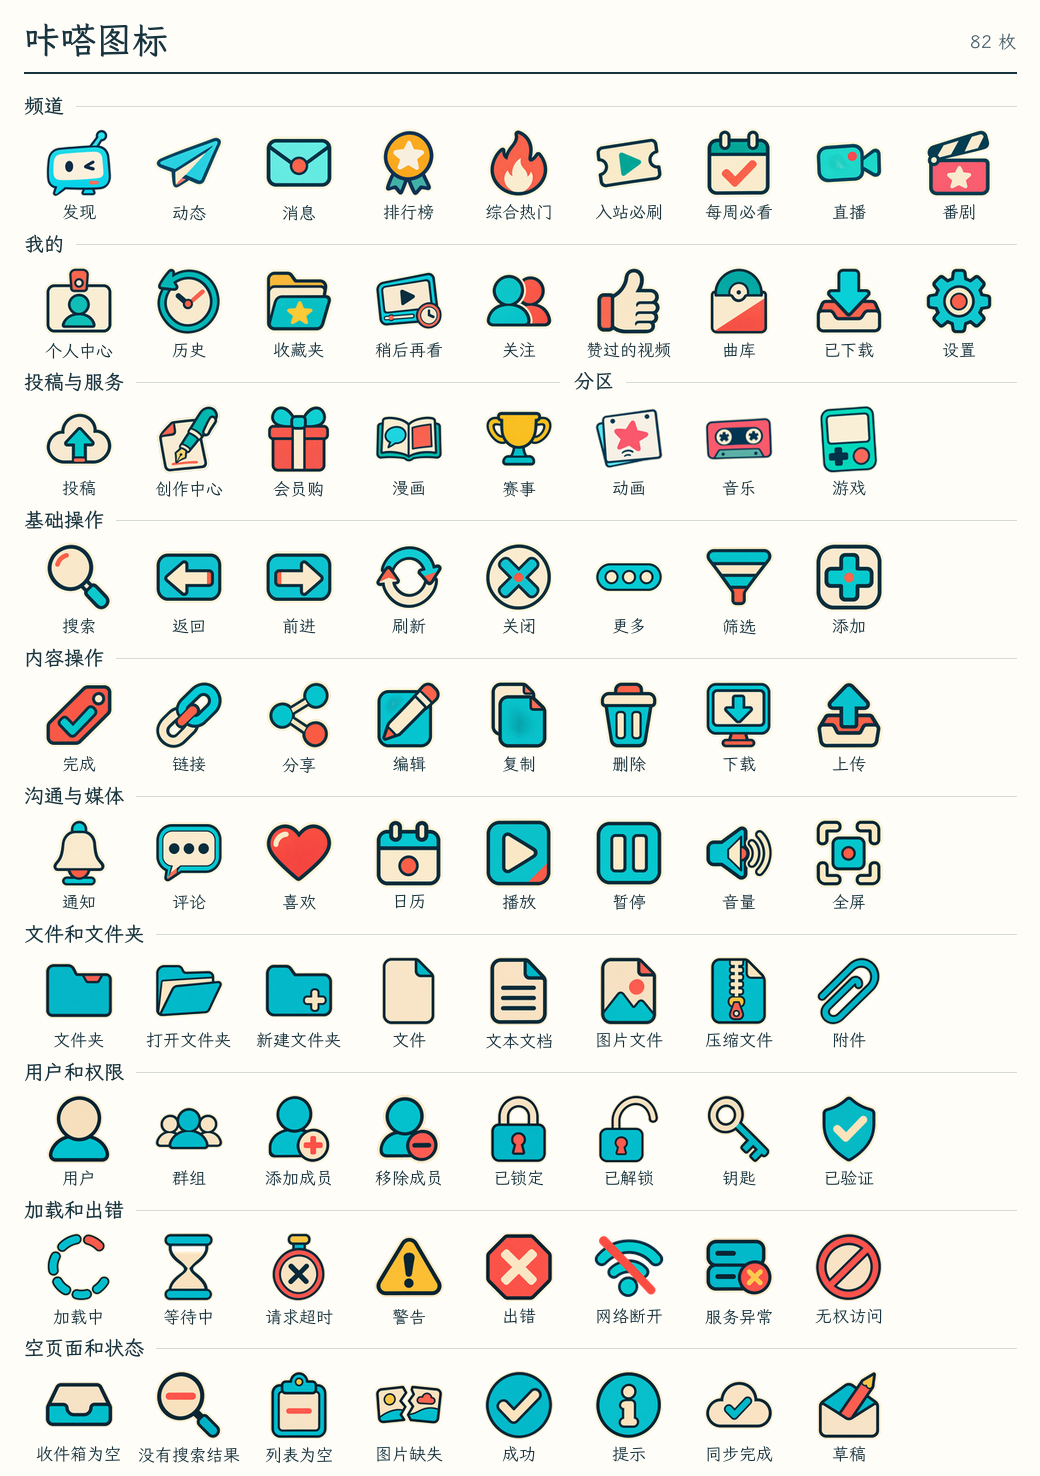 咔嗒图标
82 枚
频道
发现 动态 消息 排行榜 综合热门 入站必刷 每周必看 直播 番剧
我的
个人中心 历史 收藏夹 稍后再看 关注 赞过的视频 曲库 已下载 设置
投稿与服务 分区
投稿 创作中心 会员购 漫画 赛事 动画 音乐 游戏
基础操作
搜索 返回 前进 刷新 关闭 更多 筛选 添加
内容操作
完成 链接 分享 编辑 复制 删除 下载 上传
沟通与媒体
通知 评论 喜欢 日历 播放 暂停 音量 全屏
文件和文件夹
文件夹 打开文件夹 新建文件夹 文件 文本文档 图片文件 压缩文件 附件
用户和权限
用户 群组 添加成员 移除成员 已锁定 已解锁 钥匙 已验证
加载和出错
加载中 等待中 请求超时 警告 出错 网络断开 服务异常 无权访问
空页面和状态
收件箱为空 没有搜索结果 列表为空 图片缺失 成功 提示 同步完成 草稿